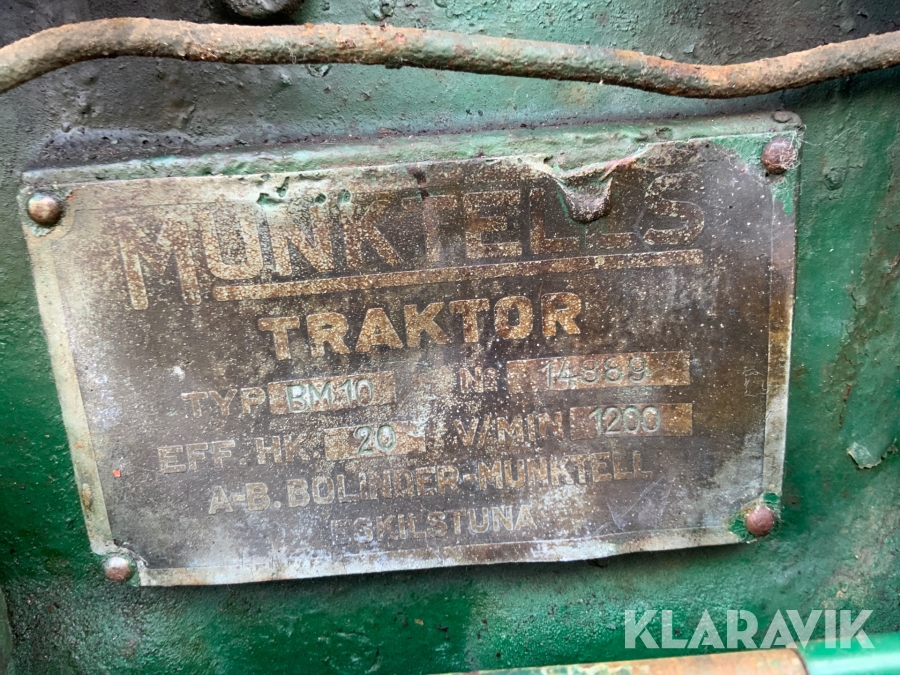 MUNKTELLS
TRAKTOR
TYP BM10 No 14889
EFF. HK. 20 V/MIN 1200
A-B. BOLINDER-MUNKTELL
ESKILSTUNA
KLARAVIK